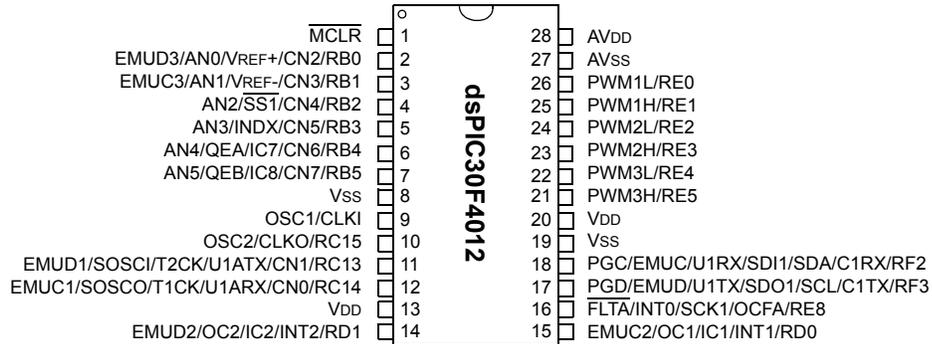 MCLR 1 28 AVDD
EMUD3/AN0/VREF+/CN2/RB0 2 27 AVSS
EMUC3/AN1/VREF-/CN3/RB1 3 26 PWM1L/RE0
AN2/SS1/CN4/RB2 4 25 PWM1H/RE1
AN3/INDX/CN5/RB3 5 24 PWM2L/RE2
AN4/QEA/IC7/CN6/RB4 6 23 PWM2H/RE3
AN5/QEB/IC8/CN7/RB5 7 22 PWM3L/RE4
VSS 8 21 PWM3H/RE5
OSC1/CLKI 9 20 VDD
OSC2/CLKO/RC15 10 19 VSS
EMUD1/SOSCI/T2CK/U1ATX/CN1/RC13 11 18 PGC/EMUC/U1RX/SDI1/SDA/C1RX/RF2
EMUC1/SOSCO/T1CK/U1ARX/CN0/RC14 12 17 PGD/EMUD/U1TX/SDO1/SCL/C1TX/RF3
VDD 13 16 FLTA/INT0/SCK1/OCFA/RE8
EMUD2/OC2/IC2/INT2/RD1 14 15 EMUC2/OC1/IC1/INT1/RD0
dsPIC30F4012